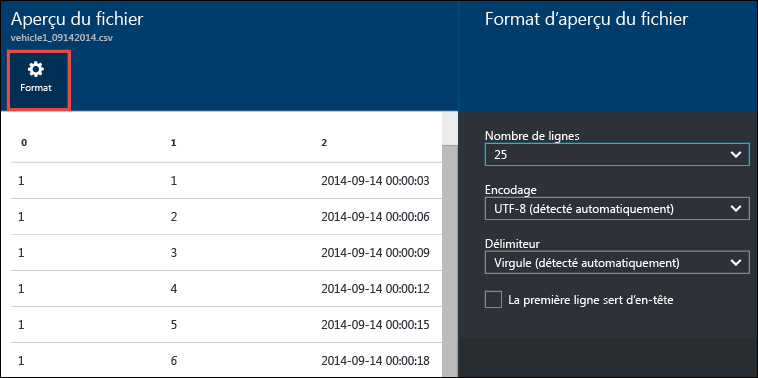 Aperçu du fichier
vehicle1_09142014.csv
Format
0 1 2
1 1 2014-09-14 00:00:03
1 2 2014-09-14 00:00:06
1 3 2014-09-14 00:00:09
1 4 2014-09-14 00:00:12
1 5 2014-09-14 00:00:15
1 6 2014-09-14 00:00:18
Format d’aperçu du fichier
Nombre de lignes
25
Encodage
UTF-8 (détecté automatiquement)
Délimiteur
Virgule (détecté automatiquement)
La première ligne sert d’en-tête